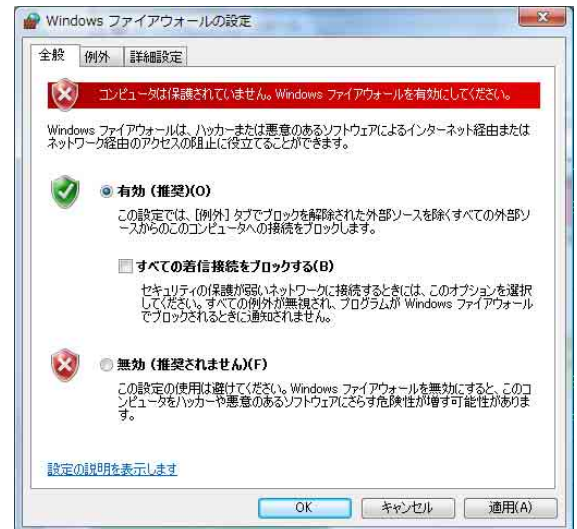 Windows ファイアウォールの設定
全般 例外 詳細設定
コンピュータは保護されていません。Windows ファイアウォールを有効にしてください。
Windows ファイアウォールは、ハッカーまたは悪意のあるソフトウェアによるインターネット経由または
ネットワーク経由のアクセスの阻止に役立てることができます。
有効 (推奨)(O)
この設定では、[例外] タブでブロックを解除された外部ソースを除くすべての外部ソ
ースからのこのコンピュータへの接続をブロックします。
すべての着信接続をブロックする(B)
セキュリティの保護が弱いネットワークに接続するときには、このオプションを選択
してください。すべての例外が無視され、プログラムが Windows ファイアウォール
でブロックされるときに通知されません。
無効 (推奨されません)(F)
この設定の使用は避けてください。Windows ファイアウォールを無効にすると、このコ
ンピュータをハッカーや悪意のあるソフトウェアにさらす危険性が増す可能性がありま
す。
設定の説明を表示します
OK キャンセル 適用(A)